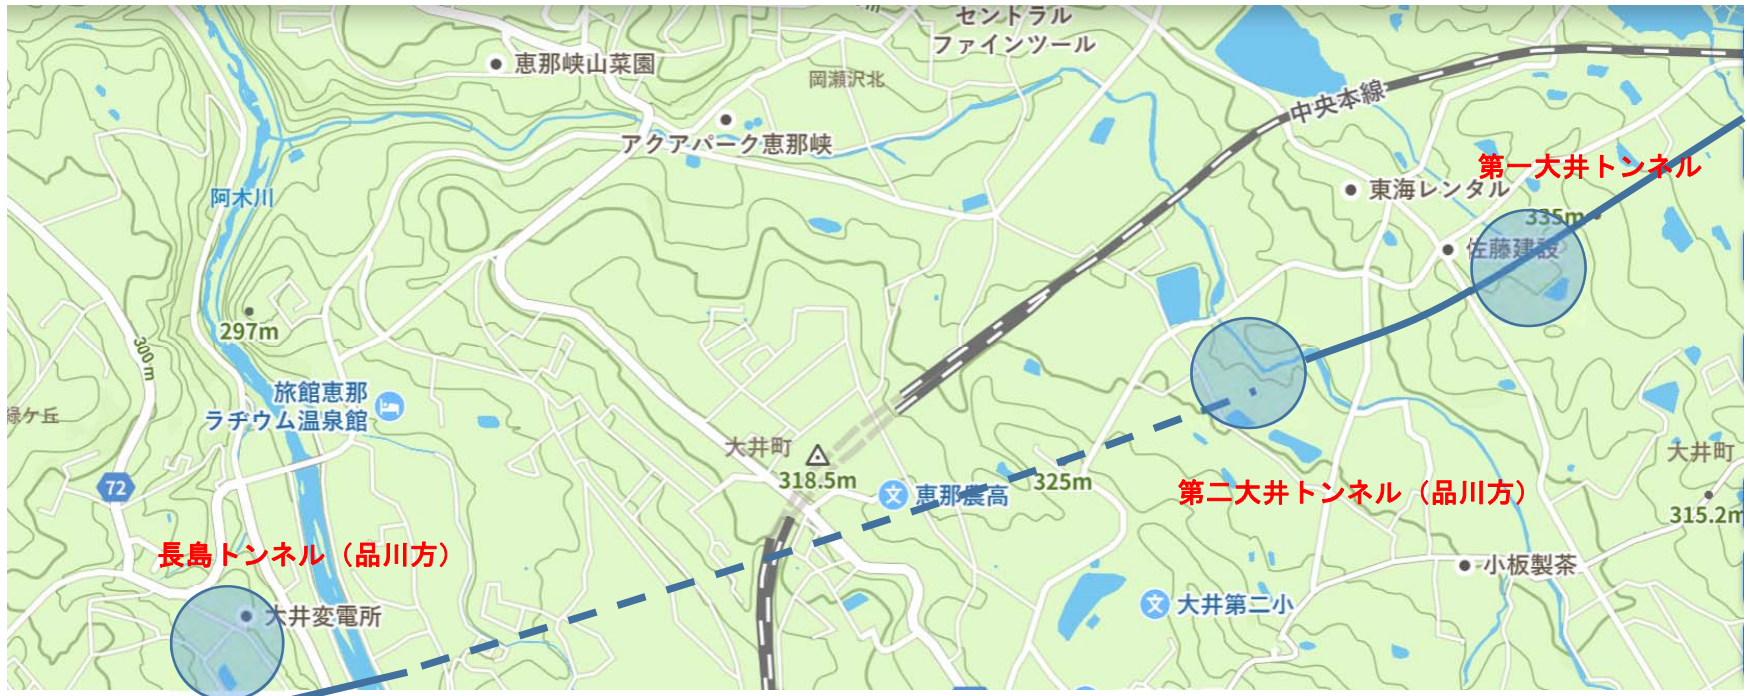 セントラル
ファインツール
恵那峡山菜園
岡瀬沢北
中央本線
アクアパーク恵那峡
第一大井トンネル
東海レンタル
阿木川
335m
佐藤建設
297m
300m
旅館恵那
ラヂウム温泉館
緑ケ丘
大井町
318.5m
大井町
72
恵那農高
325m
第二大井トンネル（品川方）
315.2m
長島トンネル（品川方）
小板製茶
大井変電所
大井第二小